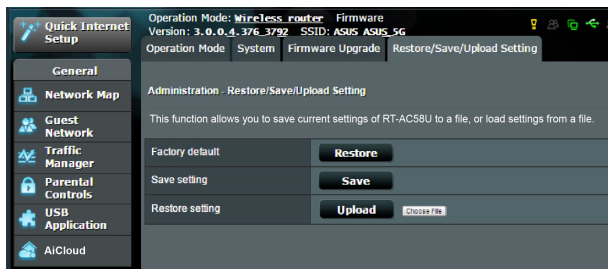 Quick Internet
Setup
Operation Mode: Wireless router Firmware
Version: 3.0.0.4.376_3792 SSID: ASUS ASUS_5G
Operation Mode System Firmware Upgrade Restore/Save/Upload Setting
General
Network Map
Guest
Network
Traffic
Manager
Parental
Controls
USB
Application
AiCloud
Administration - Restore/Save/Upload Setting
This function allows you to save current settings of RT-AC58U to a file, or load settings from a file.
Factory default Restore
Save setting Save
Restore setting Upload Choose File